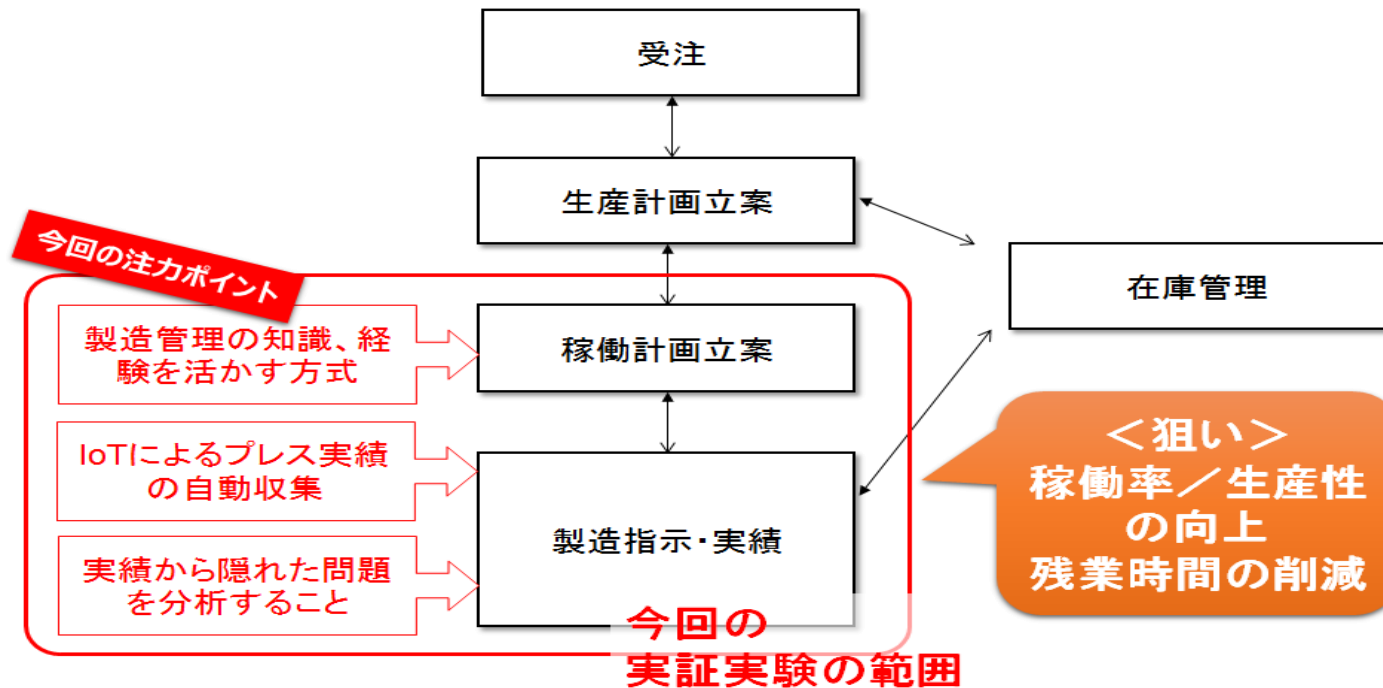 受注
生産計画立案
今回の注力ポイント
在庫管理
製造管理の知識、経
験を活かす方式
稼働計画立案
IoTによるプレス実績
の自動収集
製造指示・実績
実績から隠れた問題
を分析すること
＜狙い＞
稼働率／生産性
の向上
残業時間の削減
今回の
実証実験の範囲